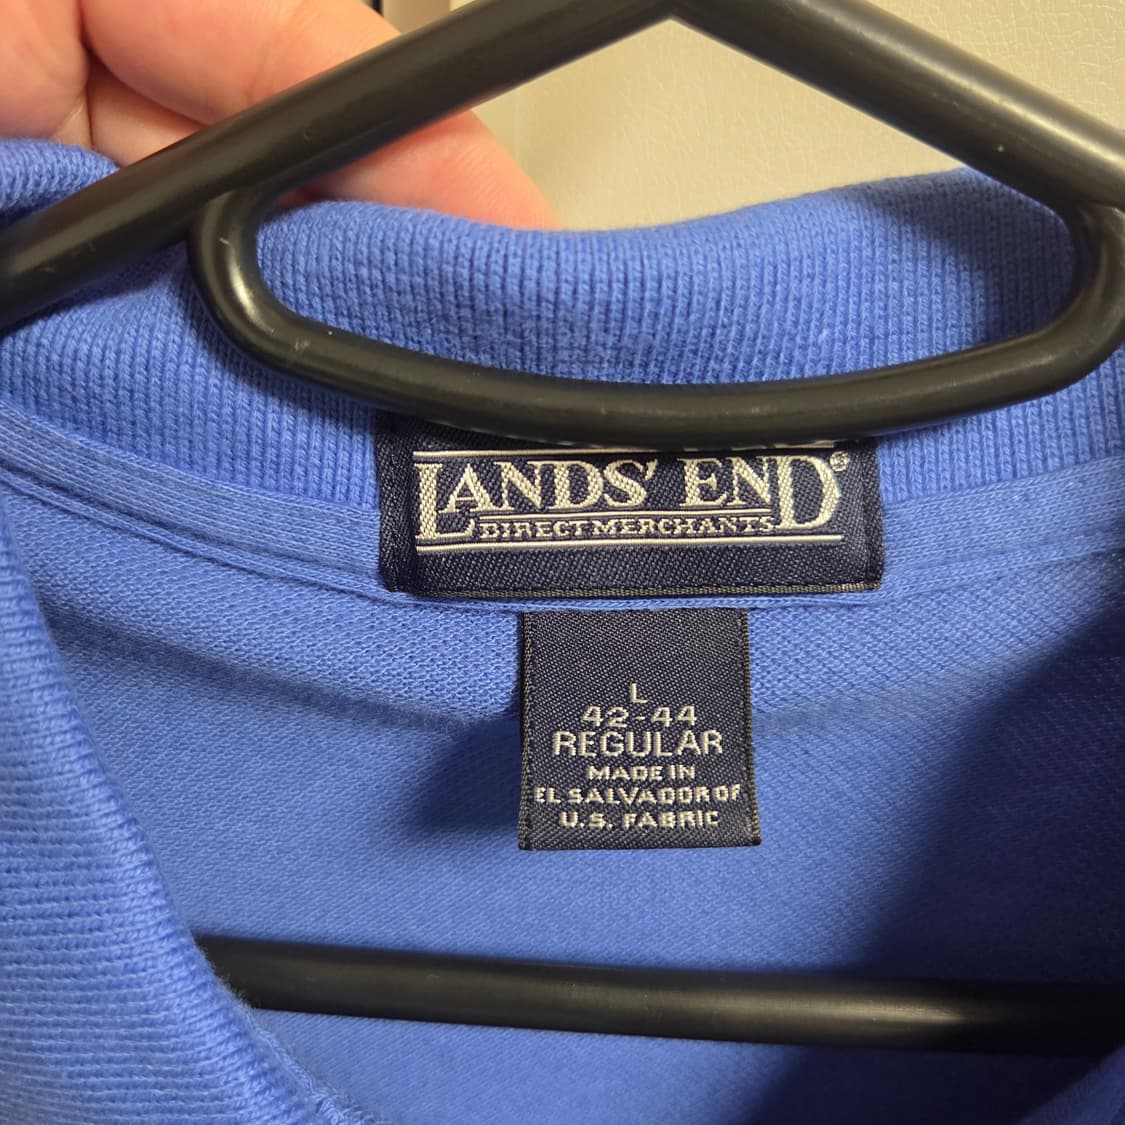 LANDS' END®
DIRECT MERCHANTS
L
42-44
REGULAR
MADE IN
EL SALVADOR OF
U.S. FABRIC